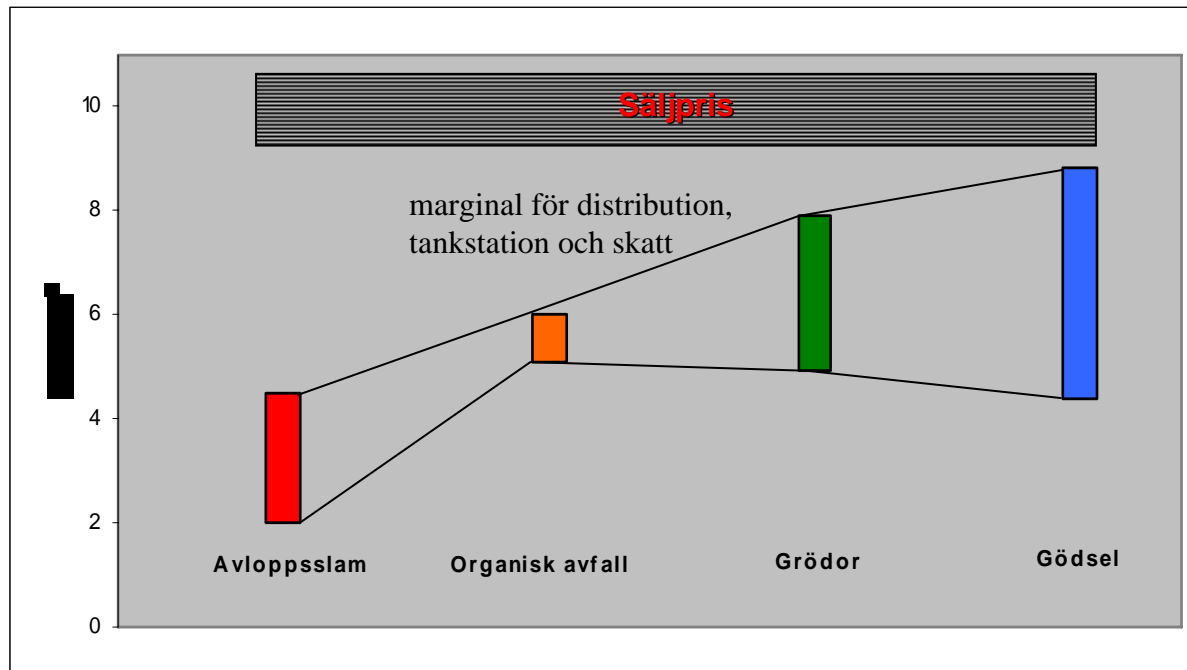 10
8
6
4
2
0
Säljpris
marginal för distribution,
tankstation och skatt
Avloppsslam
Organisk avfall
Grödor
Gödsel